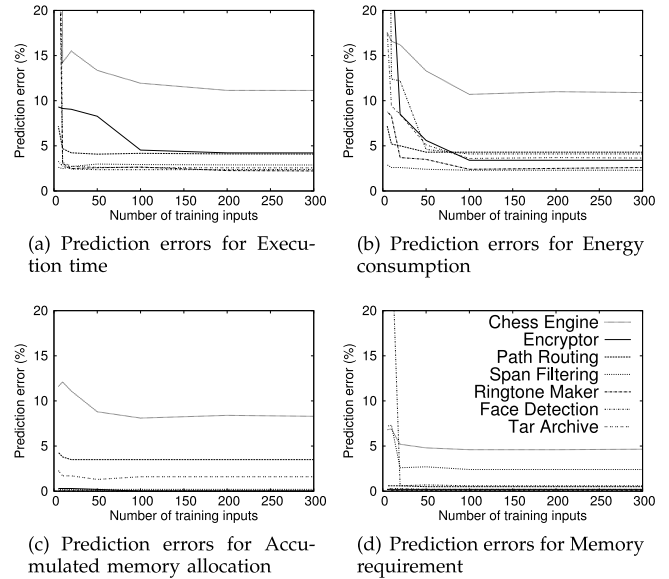 20
15
10
5
0
Prediction error (%)
0 50 100 150 200 250 300
Number of training inputs
(a) Prediction errors for Execu-
tion time
20
15
10
5
0
Prediction error (%)
0 50 100 150 200 250 300
Number of training inputs
(b) Prediction errors for Energy
consumption
20
15
10
5
0
Prediction error (%)
0 50 100 150 200 250 300
Number of training inputs
(c) Prediction errors for Accu-
mulated memory allocation
20
15
10
5
0
Prediction error (%)
Chess Engine
Encryptor
Path Routing
Span Filtering
Ringtone Maker
Face Detection
Tar Archive
0 50 100 150 200 250 300
Number of training inputs
(d) Prediction errors for Memory
requirement